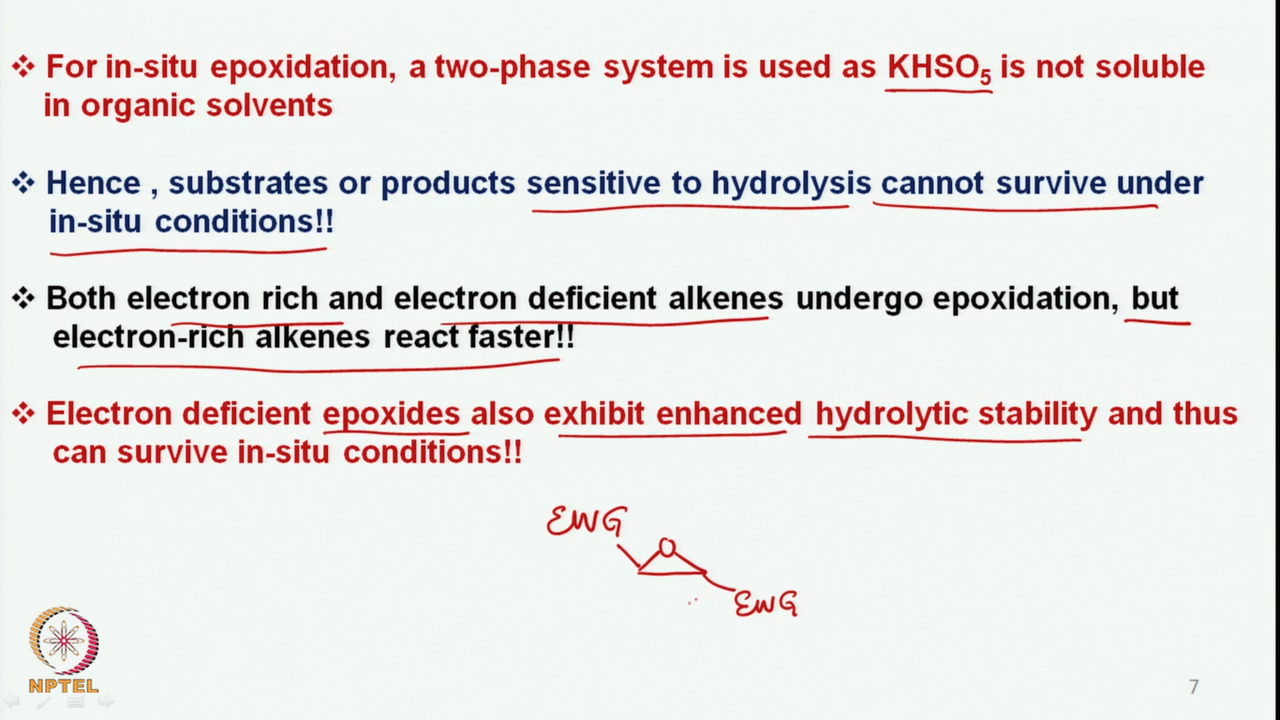 ❖ For in-situ epoxidation, a two-phase system is used as KHSO₅ is not soluble
in organic solvents
❖ Hence , substrates or products sensitive to hydrolysis cannot survive under
in-situ conditions!!
❖ Both electron rich and electron deficient alkenes undergo epoxidation, but
electron-rich alkenes react faster!!
❖ Electron deficient epoxides also exhibit enhanced hydrolytic stability and thus
can survive in-situ conditions!!
EWG
O
EWG
NPTEL
7